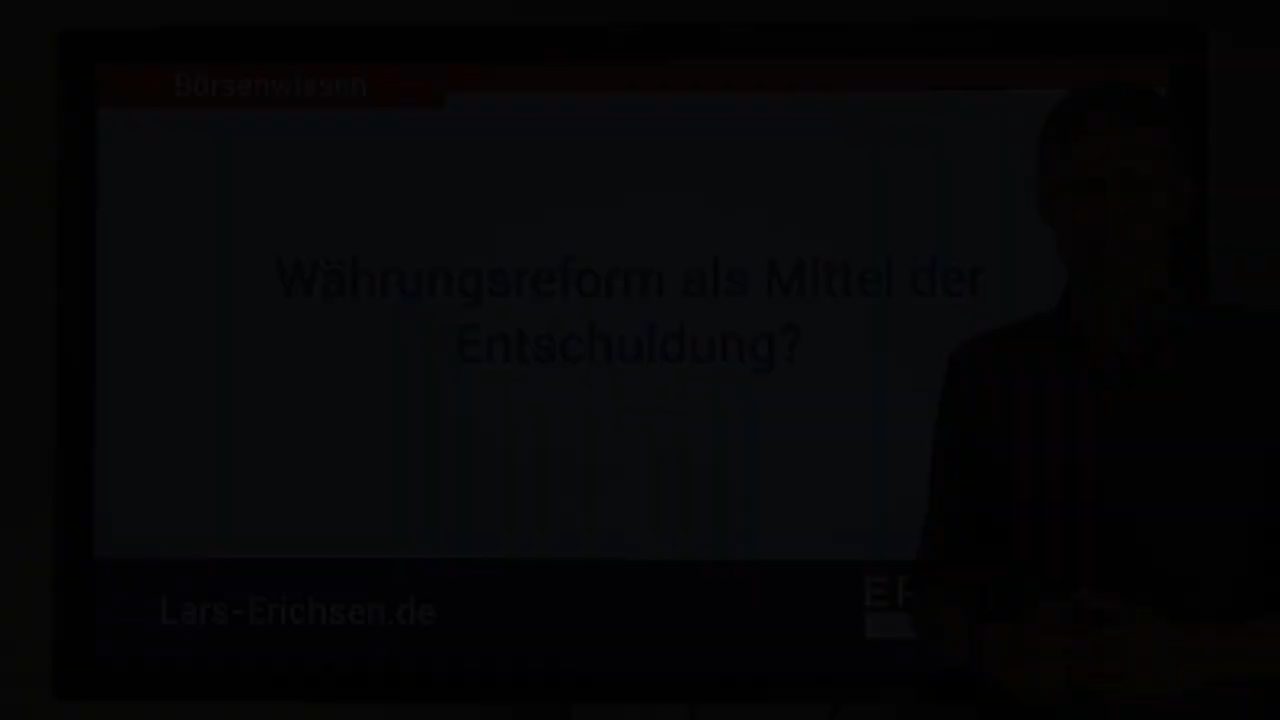 Börsenwissen
Währungsreform als Mittel der
Entschuldung?
Lars-Erichsen.de